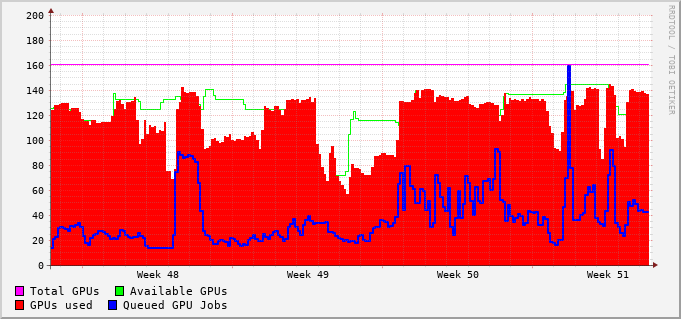 RRDTOOL / TOBI OETIKER
200
180
160
140
120
100
80
60
40
20
0
Week 48 Week 49 Week 50 Week 51
Total GPUs Available GPUs
GPUs used Queued GPU Jobs